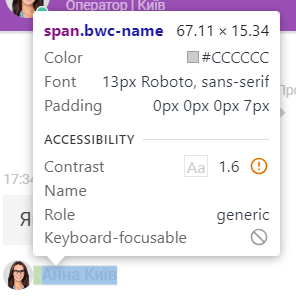 Оператор | Київ
span.bwc-name 67.11 × 15.34
Color #CCCCCC
Font 13px Roboto, sans-serif
Padding 0px 0px 0px 7px
ACCESSIBILITY
Contrast Aa 1.6
Name
Role generic
Keyboard-focusable
17:34
Я
Анна Київ